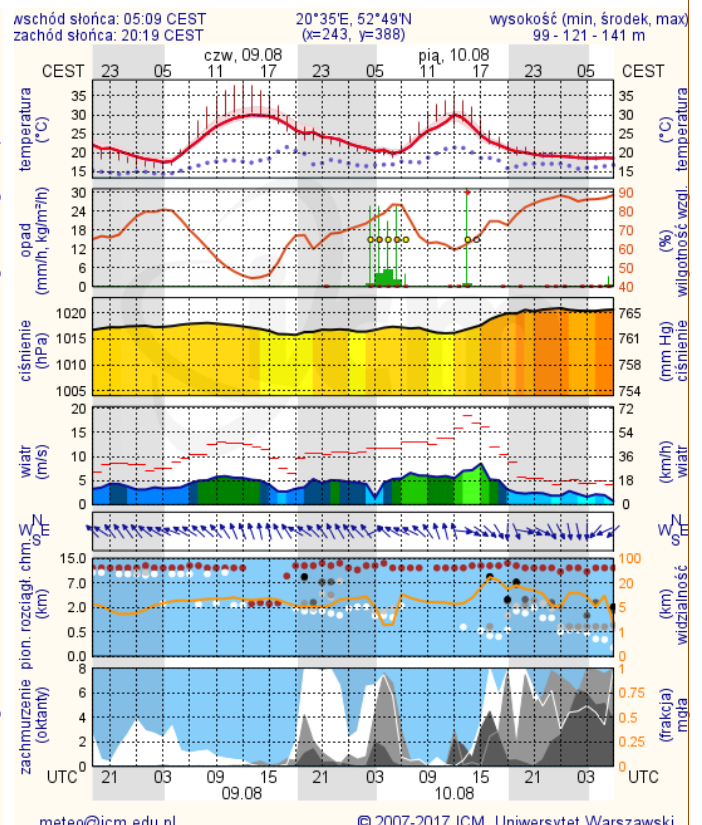 wschód słońca: 05:09 CEST 20°35'E, 52°49'N wysokość (min, środek, max)
zachód słońca: 20:19 CEST (x=243, y=388) 99 - 121 - 141 m
czw, 09.08 pią, 10.08
CEST 23 05 11 17 23 05 11 17 23 05 CEST
temperatura
(°C)
35 35
30 30
25 25
20 20
15 15
(°C)
temperatura
opad
(mm/h, kg/m²/h)
30 90
24 80
18 70
12 60
6 50
0 40
(%)
wilgotność wzgl.
ciśnienie
(hPa)
1020 765
1015 761
1010 758
1005 754
(mm Hg)
ciśnienie
wiatr
(m/s)
20 72
15 54
10 36
5 18
0 0
(km/h)
wiatr
N
W E
S
N
W E
S
pion. rozciągł. chm.
(km)
15.0 100
7.0 20
2.0 5
0.5 1
0.0 0
(km)
widzialność
zachmurzenie
(oktanty)
8 1
6 0.75
4 0.5
2 0.25
0 0
(frakcja)
mgła
UTC 21 03 09 15 21 03 09 15 21 03 UTC
09.08 10.08
meteo@icm.edu.pl © 2007-2017 ICM, Uniwersytet Warszawski